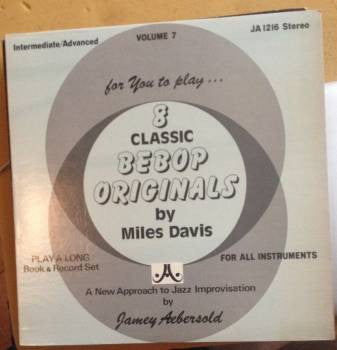 Intermediate/Advanced VOLUME 7 JA 1216 Stereo
for You to play...
8
CLASSIC
BEBOP
ORIGINALS
by
Miles Davis
PLAY-A-LONG
Book & Record Set
FOR ALL INSTRUMENTS
JA
A New Approach to Jazz Improvisation
by
Jamey Aebersold